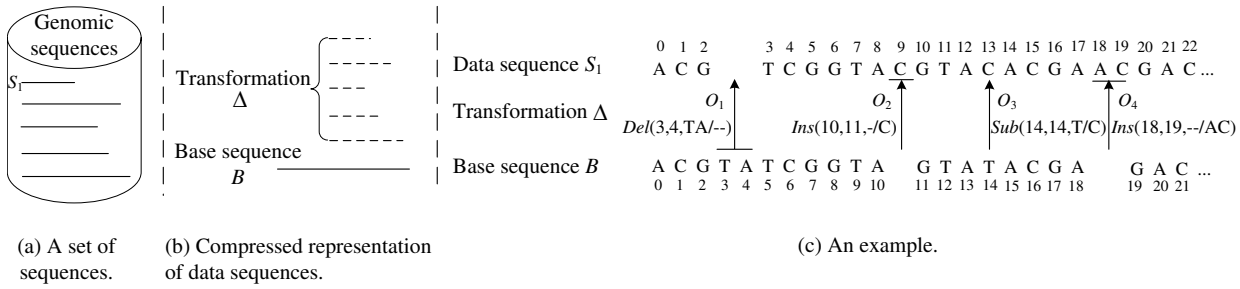 Genomic
sequences
S1
(a) A set of
sequences.
Transformation
Δ
Base sequence
B
(b) Compressed representation
of data sequences.
0 1 2 3 4 5 6 7 8 9 10 11 12 13 14 15 16 17 18 19 20 21 22
Data sequence S1 A C G T C G G T A C G T A C A C G A A C G A C ...
Transformation Δ
O1 O2 O3 O4
Del(3,4,TA/--) Ins(10,11,-/C) Sub(14,14,T/C) Ins(18,19,--/AC)
Base sequence B A C G T A T C G G T A G T A T A C G A G A C ...
0 1 2 3 4 5 6 7 8 9 10 11 12 13 14 15 16 17 18 19 20 21
(c) An example.